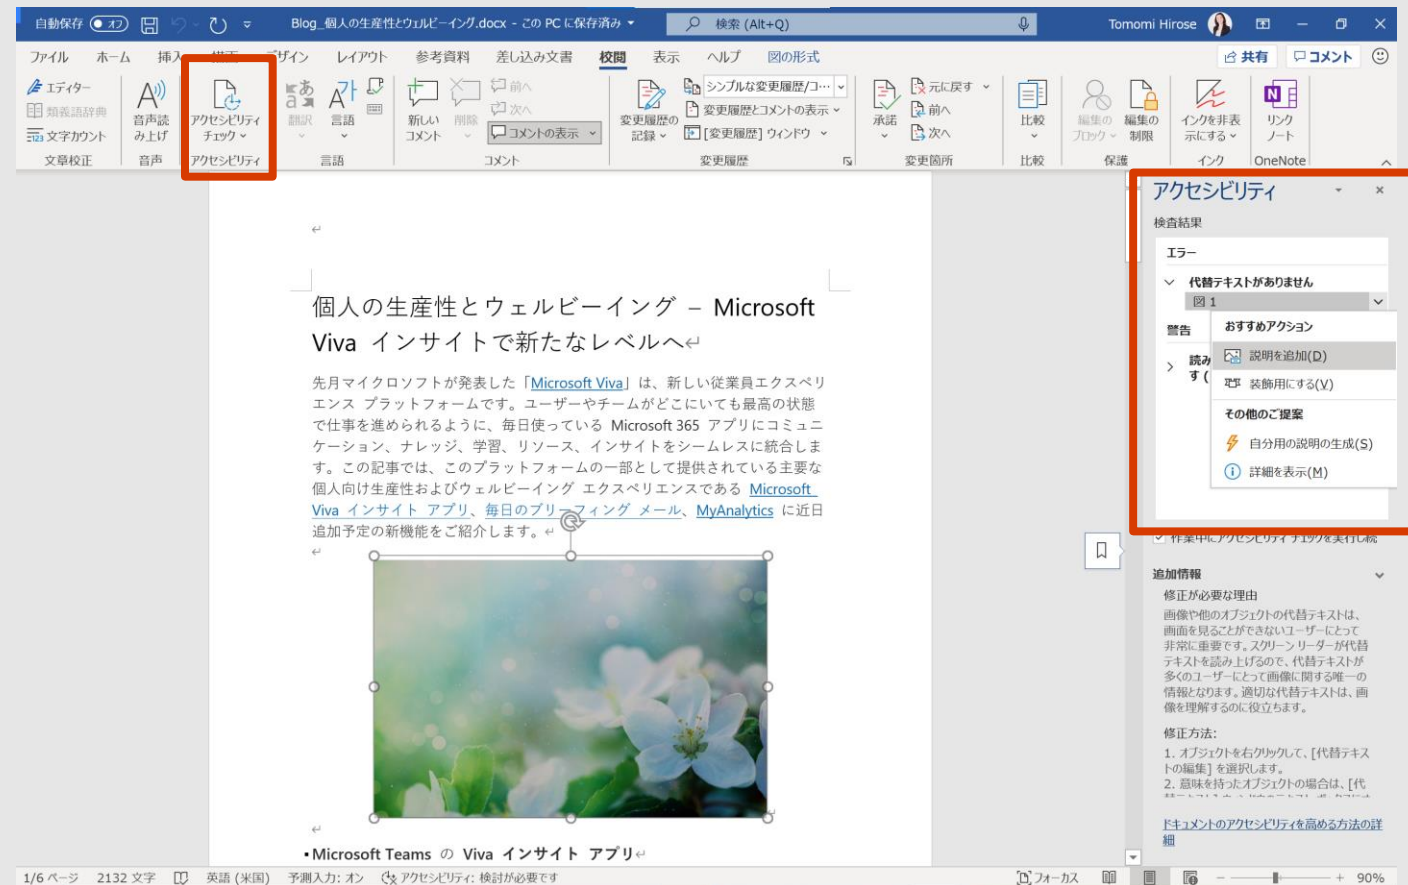 自動保存 オフ Blog_個人の生産性とウェルビーイング.docx - この PC に保存済み 検索 (Alt+Q) Tomomi Hirose
ファイル ホーム 挿入 描画 デザイン レイアウト 参考資料 差し込み文書 校閲 表示 ヘルプ 図の形式 共有 コメント
エディター
類義語辞典
文字カウント
文章校正
音声読み上げ
音声
アクセシビリティ
チェック
アクセシビリティ
翻訳
言語
言語
新しい
コメント
削除
前へ
次へ
コメントの表示
コメント
変更履歴の
記録
シンプルな変更履歴/コ…
変更履歴とコメントの表示
[変更履歴] ウィンドウ
変更履歴
承諾
元に戻す
前へ
次へ
変更箇所
比較
比較
編集の
ブロック
編集の
制限
保護
インクを非表
示にする
インク
リンク
ノート
OneNote
個人の生産性とウェルビーイング – Microsoft
Viva インサイトで新たなレベルへ
先月マイクロソフトが発表した「Microsoft Viva」は、新しい従業員エクスペリ
エンス プラットフォームです。ユーザーやチームがどこにいても最高の状態
で仕事を進められるように、毎日使っている Microsoft 365 アプリにコミュニ
ケーション、ナレッジ、学習、リソース、インサイトをシームレスに統合しま
す。この記事では、このプラットフォームの一部として提供されている主要な
個人向け生産性およびウェルビーイング エクスペリエンスである Microsoft
Viva インサイト アプリ、毎日のブリーフィング メール、MyAnalytics に近日
追加予定の新機能をご紹介します。
▪Microsoft Teams の Viva インサイト アプリ
アクセシビリティ
検査結果
エラー
代替テキストがありません
図 1
警告
読み
す (
おすすめアクション
説明を追加(D)
装飾用にする(V)
その他のご提案
自分用の説明の生成(S)
詳細を表示(M)
作業中にアクセシビリティ チェックを実行し続
追加情報
修正が必要な理由
画像や他のオブジェクトの代替テキストは、
画面を見ることができないユーザーにとって
非常に重要です。スクリーン リーダーが代替
テキストを読み上げるので、代替テキストが
多くのユーザーにとって画像に関する唯一の
情報となります。適切な代替テキストは、画
像を理解するのに役立ちます。
修正方法:
1. オブジェクトを右クリックして、[代替テキス
トの編集] を選択します。
2. 意味を持ったオブジェクトの場合は、[代
ドキュメントのアクセシビリティを高める方法の詳
細
1/6 ページ 2132 文字 英語 (米国) 予測入力: オン アクセシビリティ: 検討が必要です フォーカス 90%